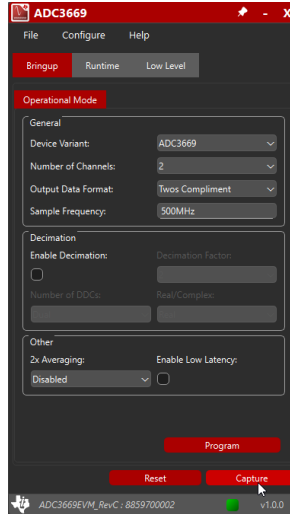 ADC3669
File Configure Help
Bringup Runtime Low Level
Operational Mode
General
Device Variant: ADC3669
Number of Channels: 2
Output Data Format: Twos Compliment
Sample Frequency: 500MHz
Decimation
Enable Decimation: Decimation Factor:
Number of DDCs: Real/Complex:
Other
2x Averaging: Enable Low Latency:
Disabled
Program
Reset Capture
ADC3669EVM_RevC : 8859700002 v1.0.0